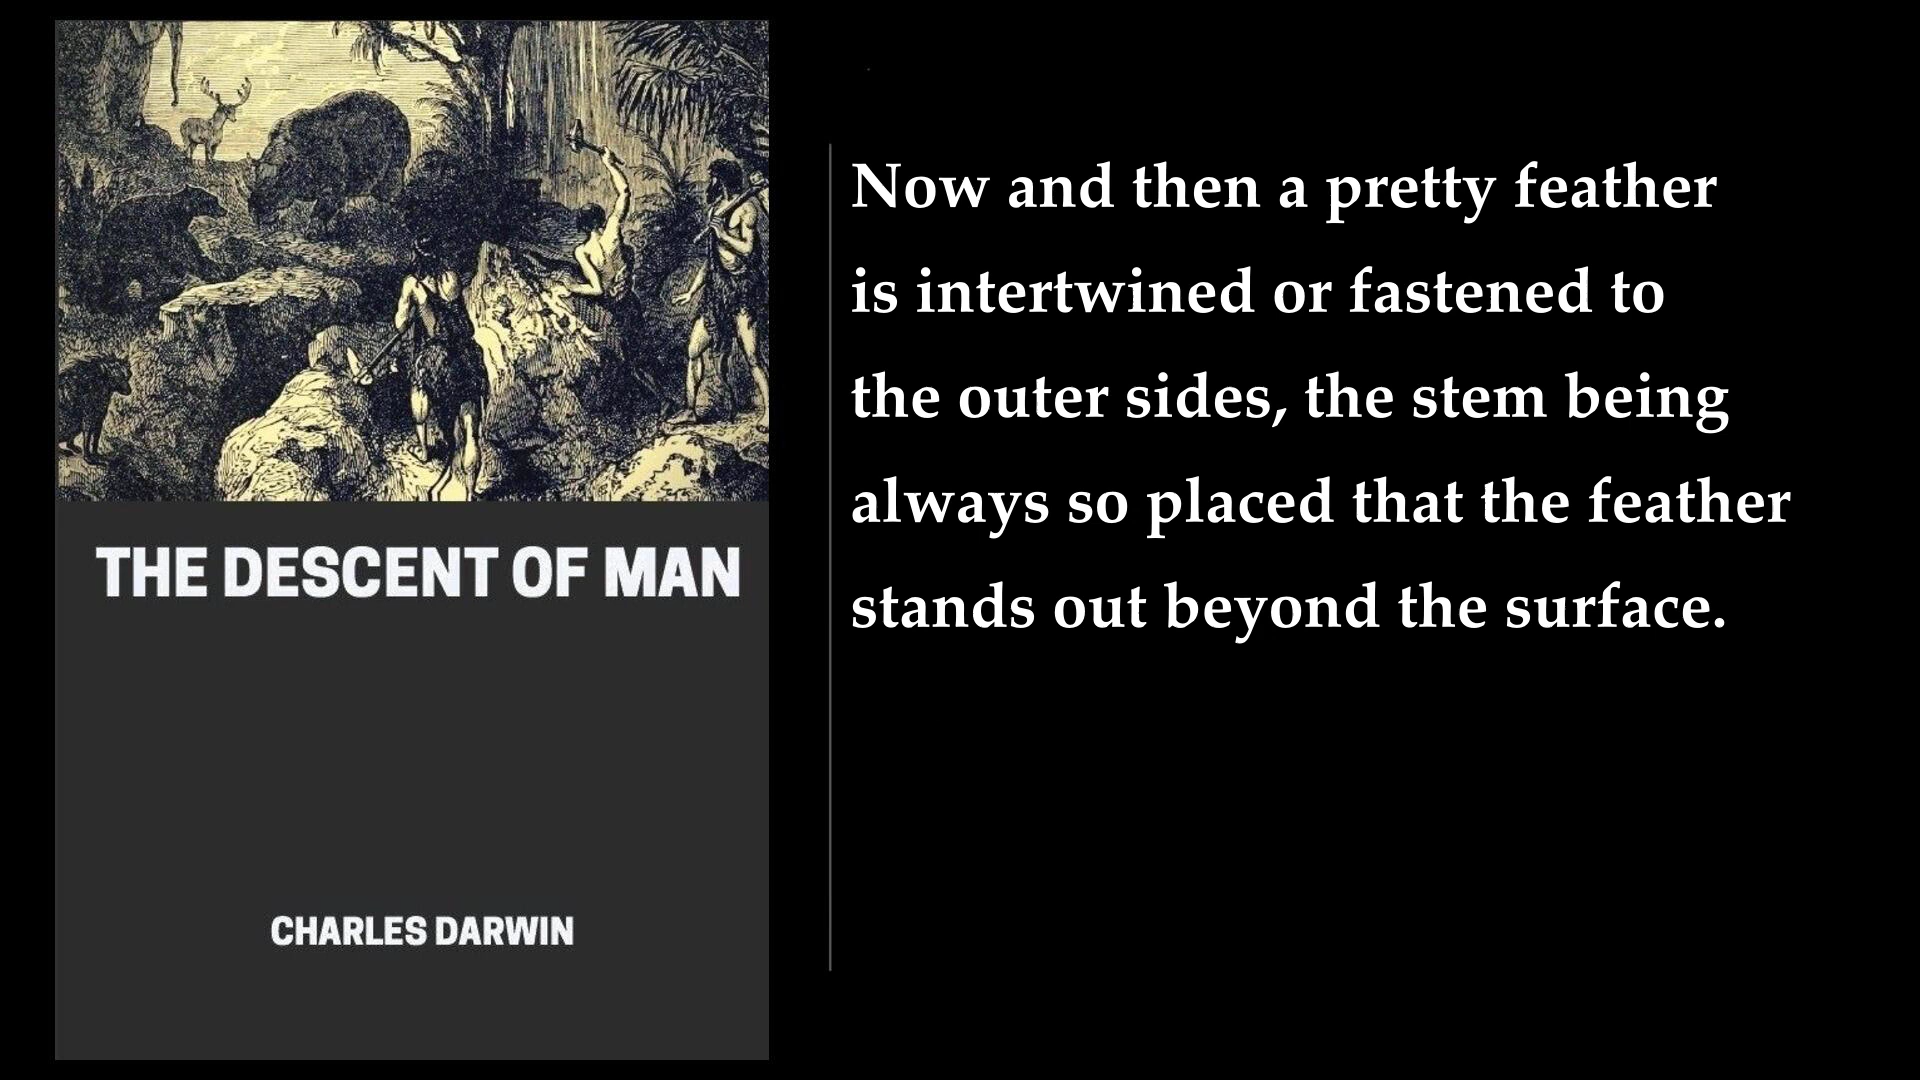 THE DESCENT OF MAN
CHARLES DARWIN
Now and then a pretty feather
is intertwined or fastened to
the outer sides, the stem being
always so placed that the feather
stands out beyond the surface.